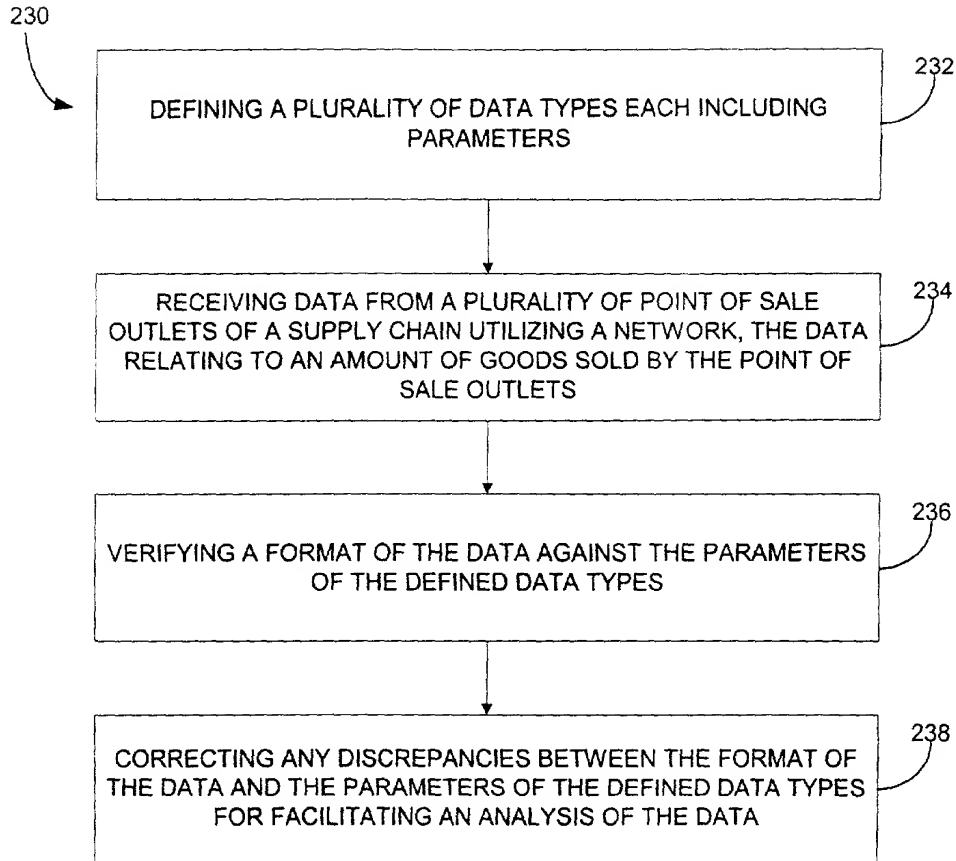 230
232
DEFINING A PLURALITY OF DATA TYPES EACH INCLUDING
PARAMETERS
234
RECEIVING DATA FROM A PLURALITY OF POINT OF SALE
OUTLETS OF A SUPPLY CHAIN UTILIZING A NETWORK, THE DATA
RELATING TO AN AMOUNT OF GOODS SOLD BY THE POINT OF
SALE OUTLETS
236
VERIFYING A FORMAT OF THE DATA AGAINST THE PARAMETERS
OF THE DEFINED DATA TYPES
238
CORRECTING ANY DISCREPANCIES BETWEEN THE FORMAT OF
THE DATA AND THE PARAMETERS OF THE DEFINED DATA TYPES
FOR FACILITATING AN ANALYSIS OF THE DATA